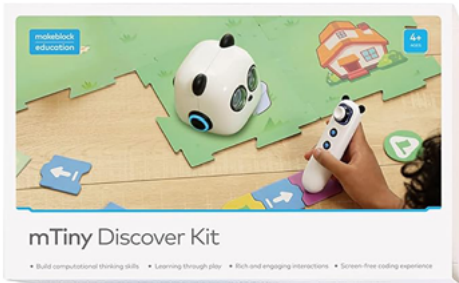 makeblock
education
4+
AGES
mTiny Discover Kit
• Build computational thinking skills • Learning through play • Rich and engaging interactions • Screen-free coding experience